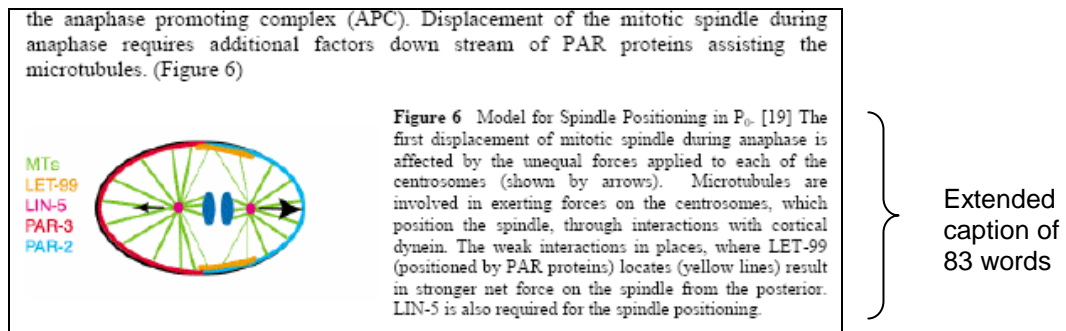 the anaphase promoting complex (APC). Displacement of the mitotic spindle during
anaphase requires additional factors down stream of PAR proteins assisting the
microtubules. (Figure 6)
MTs
LET-99
LIN-5
PAR-3
PAR-2
Figure 6 Model for Spindle Positioning in P₀. [19] The
first displacement of mitotic spindle during anaphase is
affected by the unequal forces applied to each of the
centrosomes (shown by arrows). Microtubules are
involved in exerting forces on the centrosomes, which
position the spindle, through interactions with cortical
dynein. The weak interactions in places, where LET-99
(positioned by PAR proteins) locates (yellow lines) result
in stronger net force on the spindle from the posterior.
LIN-5 is also required for the spindle positioning.
Extended
caption of
83 words